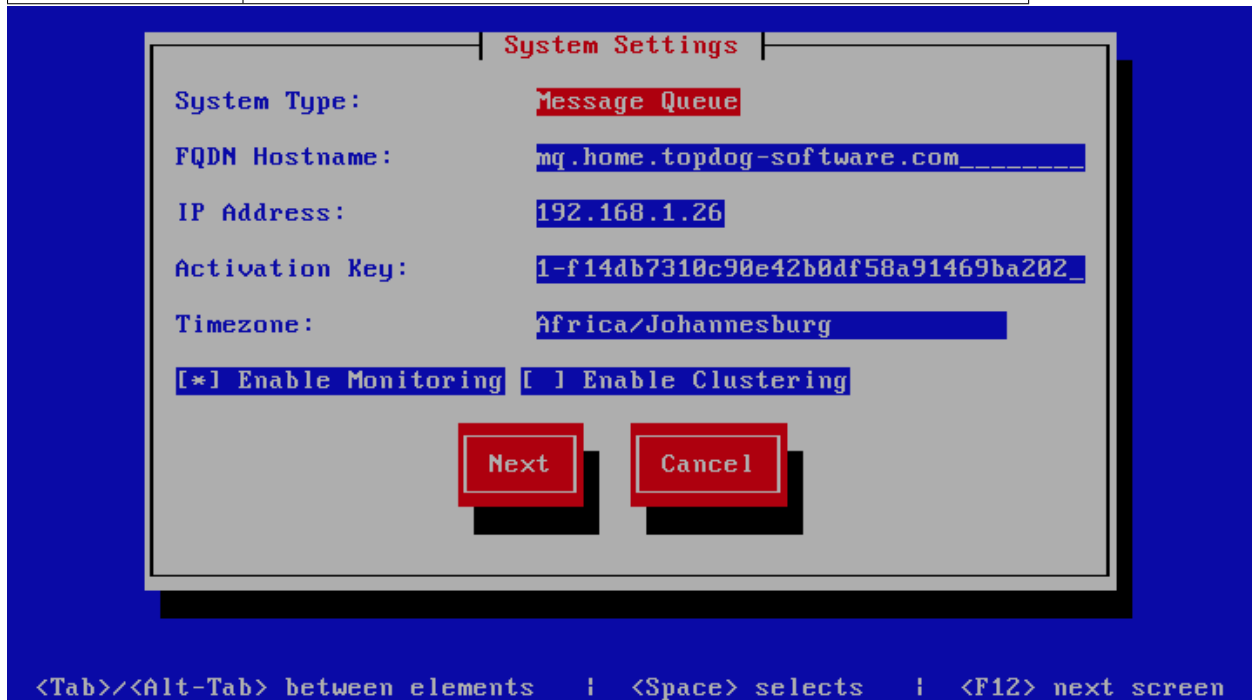 System Settings
System Type: Message Queue
FQDN Hostname: mq.home.topdog-software.com________
IP Address: 192.168.1.26
Activation Key: 1-f14db7310c90e42b0df58a91469ba202_
Timezone: Africa/Johannesburg
[*] Enable Monitoring [ ] Enable Clustering
Next Cancel
<Tab>/<Alt-Tab> between elements | <Space> selects | <F12> next screen